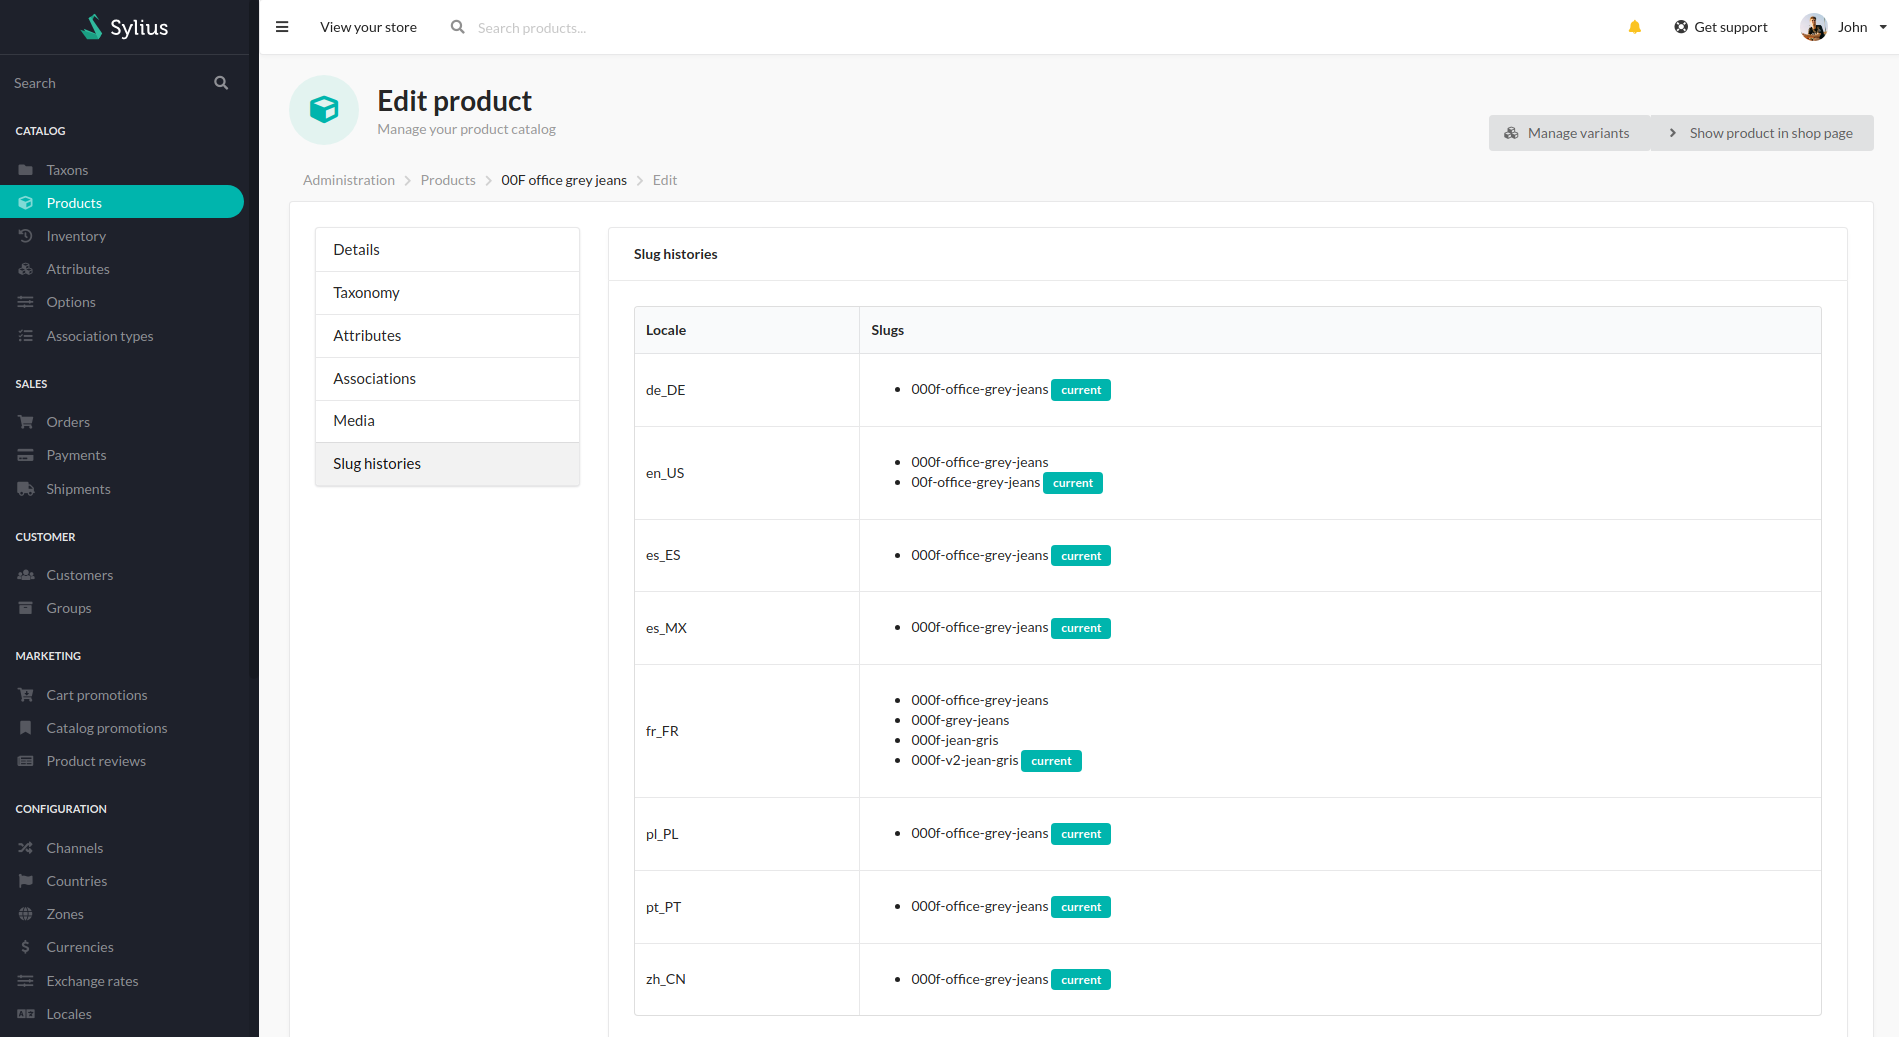 Sylius
View your store
Search products...
Get support
John
Search
CATALOG
Taxons
Products
Inventory
Attributes
Options
Association types
SALES
Orders
Payments
Shipments
CUSTOMER
Customers
Groups
MARKETING
Cart promotions
Catalog promotions
Product reviews
CONFIGURATION
Channels
Countries
Zones
Currencies
Exchange rates
Locales
Edit product
Manage your product catalog
Manage variants
Show product in shop page
Administration > Products > 00F office grey jeans > Edit
Details
Taxonomy
Attributes
Associations
Media
Slug histories
Slug histories
Locale Slugs
de_DE
• 000f-office-grey-jeans current
en_US
• 000f-office-grey-jeans
• 00f-office-grey-jeans current
es_ES
• 000f-office-grey-jeans current
es_MX
• 000f-office-grey-jeans current
fr_FR
• 000f-office-grey-jeans
• 000f-grey-jeans
• 000f-jean-gris
• 000f-v2-jean-gris current
pl_PL
• 000f-office-grey-jeans current
pt_PT
• 000f-office-grey-jeans current
zh_CN
• 000f-office-grey-jeans current